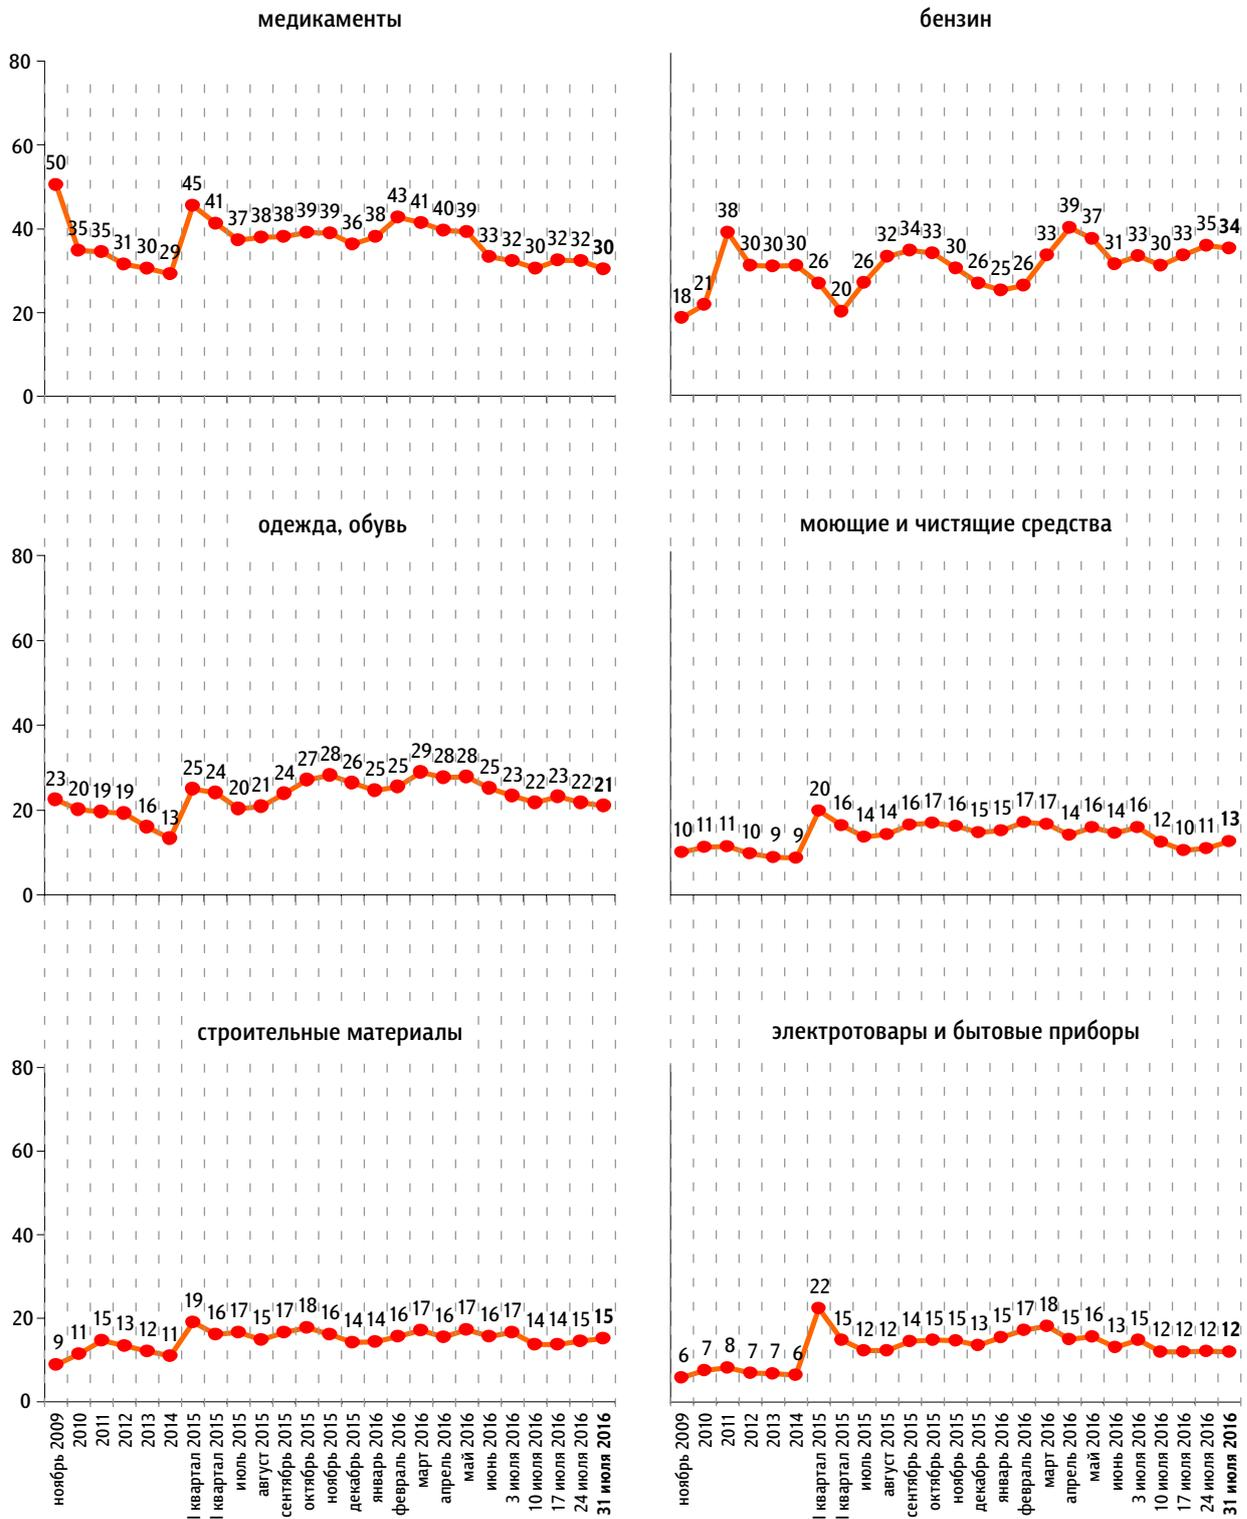 медикаменты
бензин
80
60
40
20
0
50 35 35 31 30 29 45 41 37 38 38 39 39 36 38 43 41 40 39 33 32 30 32 32 30
18 21 38 30 30 30 26 20 26 32 34 33 30 26 25 26 33 39 37 31 33 30 33 35 34
одежда, обувь
моющие и чистящие средства
80
60
40
20
0
23 20 19 19 16 13 25 24 20 21 24 27 28 26 25 25 29 28 28 25 23 22 23 22 21
10 11 11 10 9 9 20 16 14 14 16 17 16 15 15 17 17 14 16 14 16 12 10 11 13
строительные материалы
электротовары и бытовые приборы
80
60
40
20
0
9 11 15 13 12 11 19 16 17 15 17 18 16 14 14 16 17 16 17 16 17 14 14 15 15
6 7 8 7 7 6 22 15 12 12 14 15 15 13 15 17 18 15 16 13 15 12 12 12 12
ноябрь 2009
2010
2011
2012
2013
2014
I квартал 2015
I квартал 2015
июль 2015
август 2015
сентябрь 2015
октябрь 2015
ноябрь 2015
декабрь 2015
январь 2016
февраль 2016
март 2016
апрель 2016
май 2016
июнь 2016
3 июля 2016
10 июля 2016
17 июля 2016
24 июля 2016
31 июля 2016
ноябрь 2009
2010
2011
2012
2013
2014
I квартал 2015
I квартал 2015
июль 2015
август 2015
сентябрь 2015
октябрь 2015
ноябрь 2015
декабрь 2015
январь 2016
февраль 2016
март 2016
апрель 2016
май 2016
июнь 2016
3 июля 2016
10 июля 2016
17 июля 2016
24 июля 2016
31 июля 2016